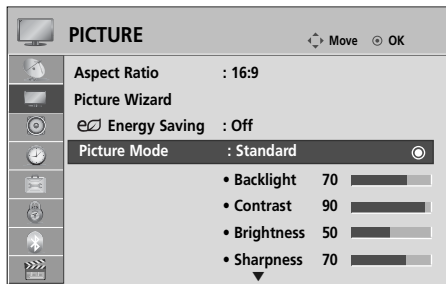 PICTURE
Move OK
Aspect Ratio : 16:9
Picture Wizard
Energy Saving : Off
Picture Mode : Standard
• Backlight 70
• Contrast 90
• Brightness 50
• Sharpness 70